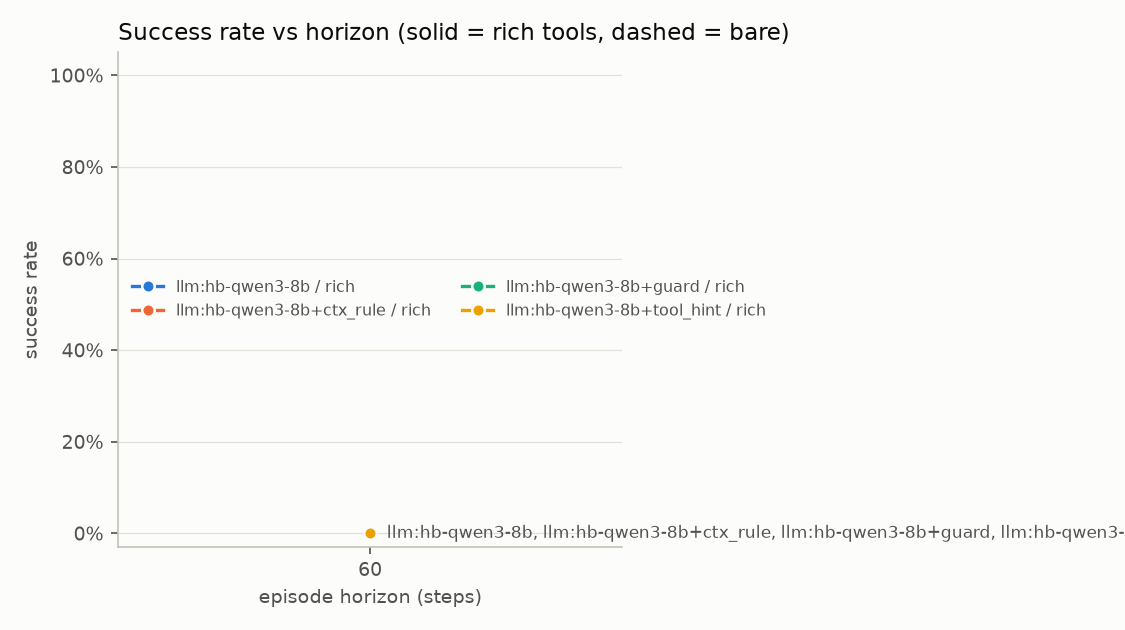 Success rate vs horizon (solid = rich tools, dashed = bare)
100%
80%
60%
40%
20%
0%
success rate
llm:hb-qwen3-8b / rich
llm:hb-qwen3-8b+ctx_rule / rich
llm:hb-qwen3-8b+guard / rich
llm:hb-qwen3-8b+tool_hint / rich
llm:hb-qwen3-8b, llm:hb-qwen3-8b+ctx_rule, llm:hb-qwen3-8b+guard, llm:hb-qwen3-
60
episode horizon (steps)